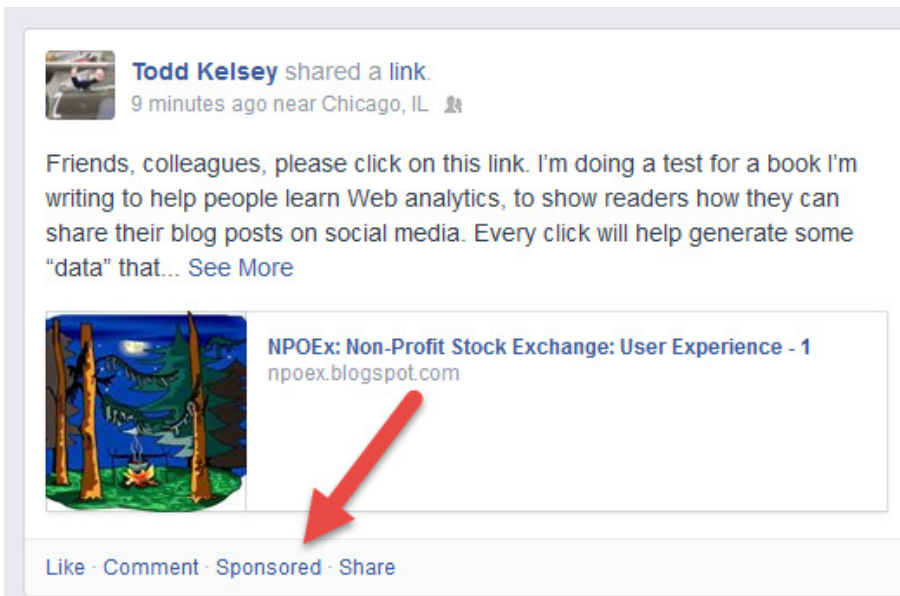 Todd Kelsey shared a link.
9 minutes ago near Chicago, IL
Friends, colleagues, please click on this link. I'm doing a test for a book I'm
writing to help people learn Web analytics, to show readers how they can
share their blog posts on social media. Every click will help generate some
“data” that... See More
NPOEx: Non-Profit Stock Exchange: User Experience - 1
npoex.blogspot.com
Like · Comment · Sponsored · Share